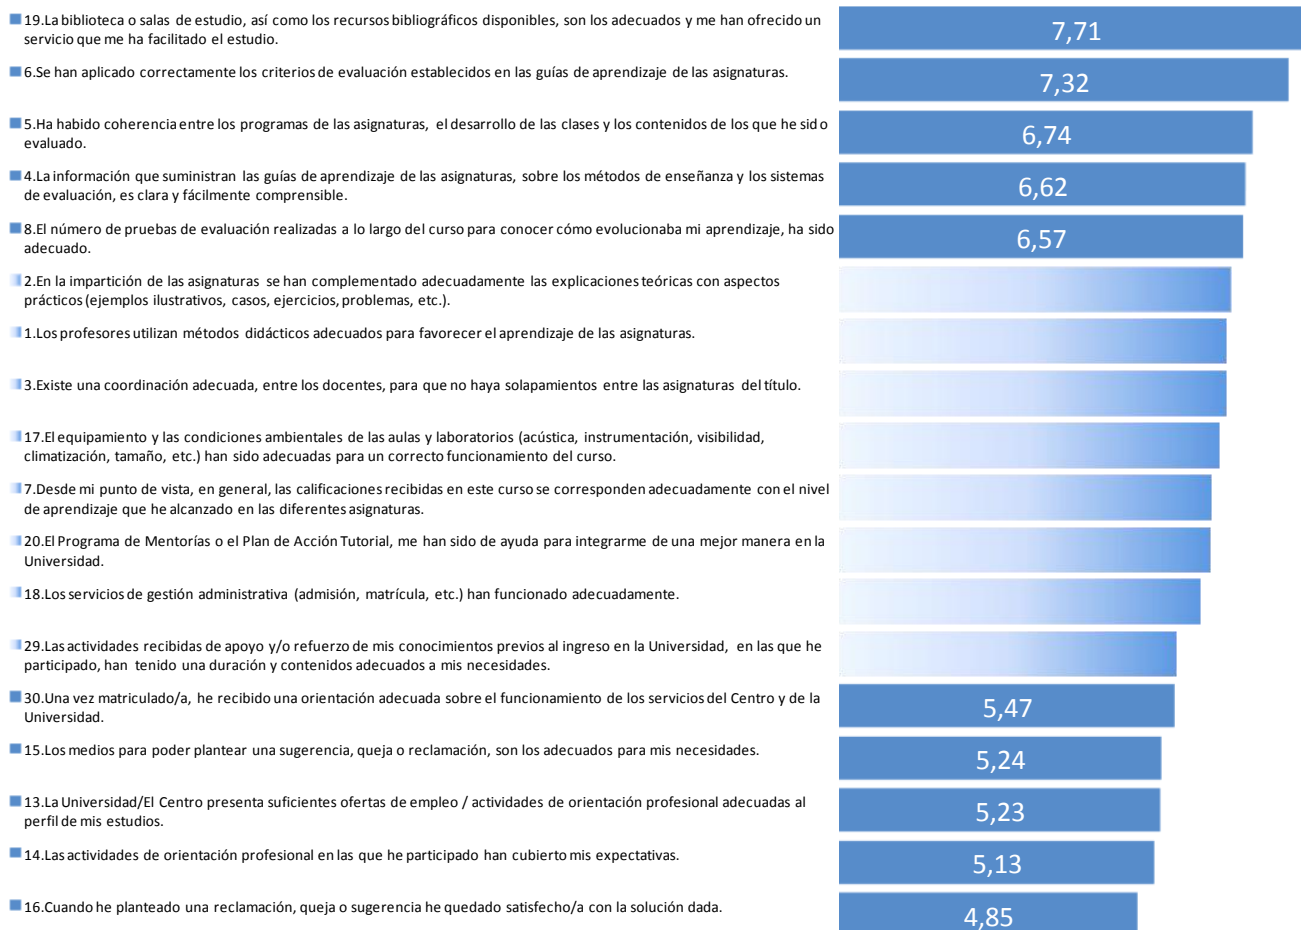 19.La biblioteca o salas de estudio, así como los recursos bibliográficos disponibles, son los adecuados y me han ofrecido un
servicio que me ha facilitado el estudio.
7,71
6.Se han aplicado correctamente los criterios de evaluación establecidos en las guías de aprendizaje de las asignaturas.
7,32
5.Ha habido coherencia entre los programas de las asignaturas, el desarrollo de las clases y los contenidos de los que he sido
evaluado.
6,74
4.La información que suministran las guías de aprendizaje de las asignaturas, sobre los métodos de enseñanza y los sistemas
de evaluación, es clara y fácilmente comprensible.
6,62
8.El número de pruebas de evaluación realizadas a lo largo del curso para conocer cómo evolucionaba mi aprendizaje, ha sido
adecuado.
6,57
2.En la impartición de las asignaturas se han complementado adecuadamente las explicaciones teóricas con aspectos
prácticos (ejemplos ilustrativos, casos, ejercicios, problemas, etc.).
1.Los profesores utilizan métodos didácticos adecuados para favorecer el aprendizaje de las asignaturas.
3.Existe una coordinación adecuada, entre los docentes, para que no haya solapamientos entre las asignaturas del título.
17.El equipamiento y las condiciones ambientales de las aulas y laboratorios (acústica, instrumentación, visibilidad,
climatización, tamaño, etc.) han sido adecuadas para un correcto funcionamiento del curso.
7.Desde mi punto de vista, en general, las calificaciones recibidas en este curso se corresponden adecuadamente con el nivel
de aprendizaje que he alcanzado en las diferentes asignaturas.
20.El Programa de Mentorías o el Plan de Acción Tutorial, me han sido de ayuda para integrarme de una mejor manera en la
Universidad.
18.Los servicios de gestión administrativa (admisión, matrícula, etc.) han funcionado adecuadamente.
29.Las actividades recibidas de apoyo y/o refuerzo de mis conocimientos previos al ingreso en la Universidad, en las que he
participado, han tenido una duración y contenidos adecuados a mis necesidades.
30.Una vez matriculado/a, he recibido una orientación adecuada sobre el funcionamiento de los servicios del Centro y de la
Universidad.
5,47
15.Los medios para poder plantear una sugerencia, queja o reclamación, son los adecuados para mis necesidades.
5,24
13.La Universidad/El Centro presenta suficientes ofertas de empleo / actividades de orientación profesional adecuadas al
perfil de mis estudios.
5,23
14.Las actividades de orientación profesional en las que he participado han cubierto mis expectativas.
5,13
16.Cuando he planteado una reclamación, queja o sugerencia he quedado satisfecho/a con la solución dada.
4,85